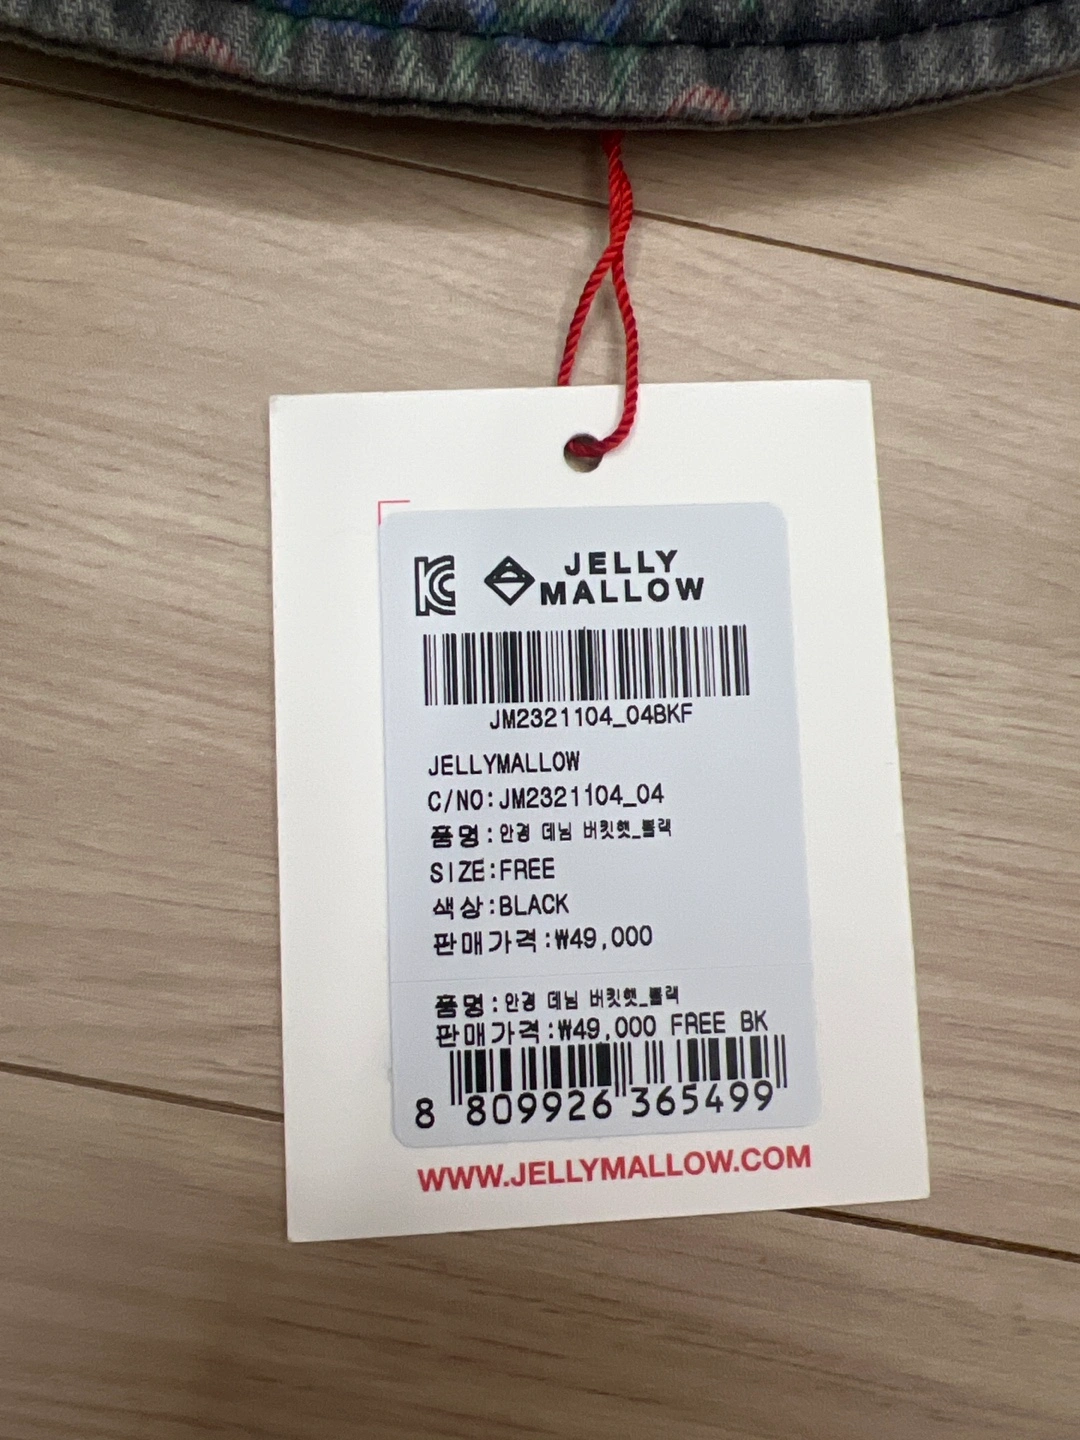 KC
JELLY
MALLOW
JM2321104_04BKF
JELLYMALLOW
C/NO:JM2321104_04
품명:안경 데님 버킷햇_블랙
SIZE:FREE
색상:BLACK
판매가격:₩49,000
품명:안경 데님 버킷햇_블랙
판매가격:₩49,000 FREE BK
8 809926 365499
WWW.JELLYMALLOW.COM